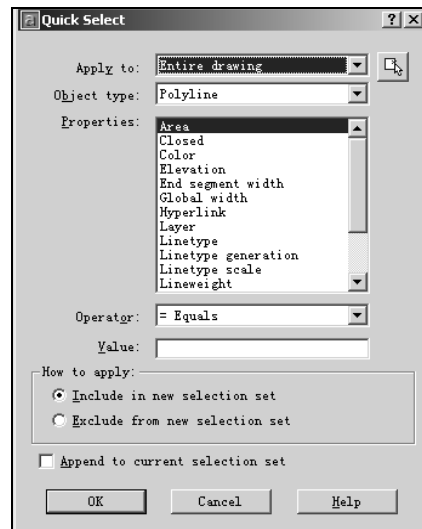 Quick Select
Apply to: Entire drawing
Object type: Polyline
Properties:
Area
Closed
Color
Elevation
End segment width
Global width
Hyperlink
Layer
Linetype
Linetype generation
Linetype scale
Lineweight
Operator: = Equals
Value:
How to apply:
Include in new selection set
Exclude from new selection set
Append to current selection set
OK Cancel Help